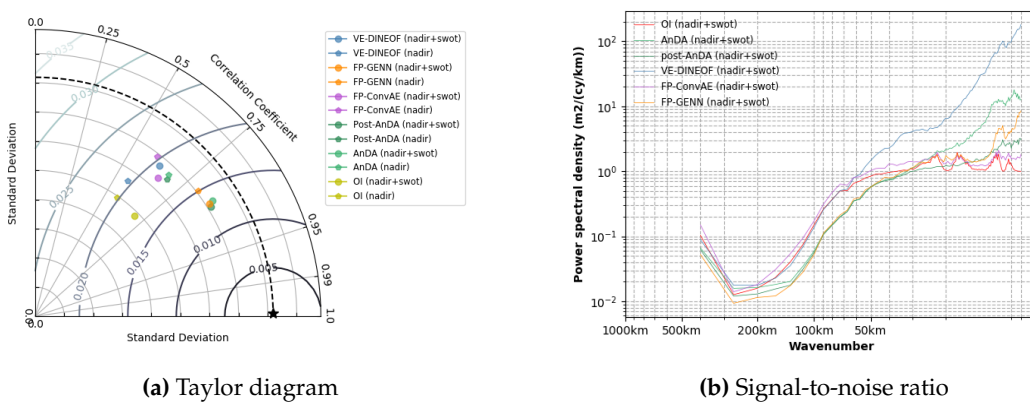 0.0
0.25
0.5
0.75
0.95
0.99
1.0
Correlation Coefficient
Standard Deviation
0.035
0.030
0.025
0.020
0.015
0.010
0.005
0.0
Standard Deviation
VE-DINEOF (nadir+swot)
VE-DINEOF (nadir)
FP-GENN (nadir+swot)
FP-GENN (nadir)
FP-ConvAE (nadir+swot)
FP-ConvAE (nadir)
Post-AnDA (nadir+swot)
Post-AnDA (nadir)
AnDA (nadir+swot)
AnDA (nadir)
OI (nadir+swot)
OI (nadir)
(a) Taylor diagram
Power spectral density (m2/(cy/km))
10²
10¹
10⁰
10⁻¹
10⁻²
OI (nadir+swot)
AnDA (nadir+swot)
post-AnDA (nadir+swot)
VE-DINEOF (nadir+swot)
FP-ConvAE (nadir+swot)
FP-GENN (nadir+swot)
1000km 500km 200km 100km 50km
Wavenumber
(b) Signal-to-noise ratio